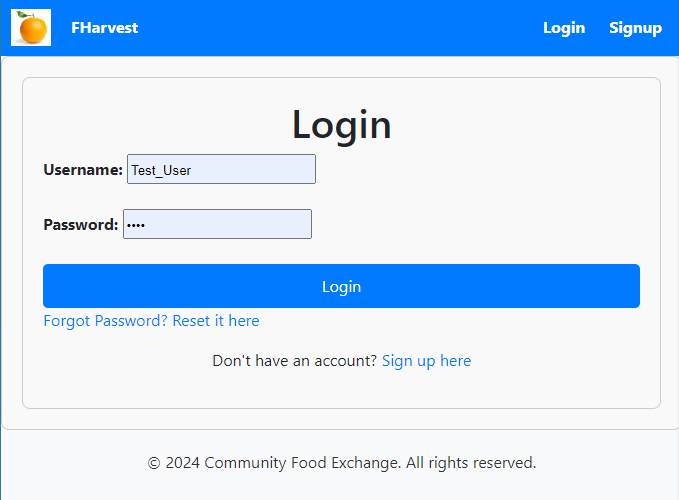 FHarvest Login Signup
Login
Username: Test_User
Password: ••••
Login
Forgot Password? Reset it here
Don't have an account? Sign up here
© 2024 Community Food Exchange. All rights reserved.